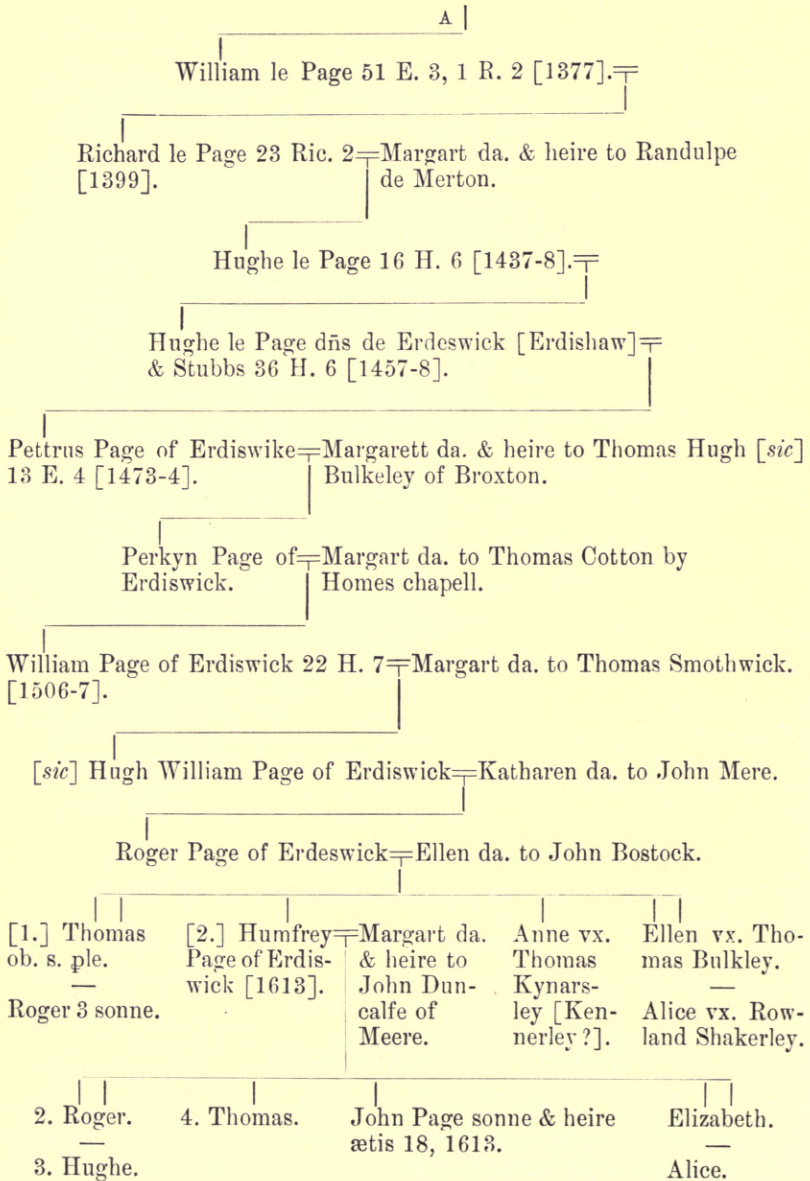 A
William le Page 51 E. 3, 1 R. 2 [1377].
Richard le Page 23 Ric. 2
[1399].
Margart da. & heire to Randulpe
de Merton.
Hughe le Page 16 H. 6 [1437-8].
Hughe le Page dn̄s de Erdeswick [Erdishaw]
& Stubbs 36 H. 6 [1457-8].
Pettrus Page of Erdiswike
13 E. 4 [1473-4].
Margarett da. & heire to Thomas Hugh [sic]
Bulkeley of Broxton.
Perkyn Page of
Erdiswick.
Margart da. to Thomas Cotton by
Homes chapell.
William Page of Erdiswick 22 H. 7
[1506-7].
Margart da. to Thomas Smothwick.
[sic] Hugh William Page of Erdiswick
Katharen da. to John Mere.
Roger Page of Erdeswick
Ellen da. to John Bostock.
[1.] Thomas
ob. s. ꝑle.
—
Roger 3 sonne.
[2.] Humfrey
Page of Erdis-
wick [1613].
Margart da.
& heire to
John Dun-
calfe of
Meere.
Anne vx.
Thomas
Kynars-
ley [Ken-
nerley ?].
Ellen vx. Tho-
mas Bulkley.
—
Alice vx. Row-
land Shakerley.
2. Roger.
—
3. Hughe.
4. Thomas.
John Page sonne & heire
ætis 18, 1613.
Elizabeth.
—
Alice.